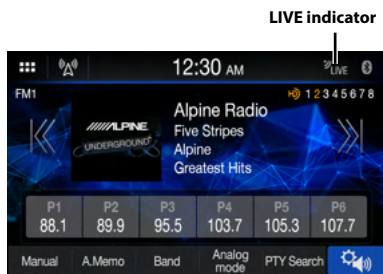 LIVE indicator
12:30 AM
LIVE
FM1
HD 1 2 3 4 5 6 7 8
Alpine Radio
ALPINE
UNDERGROUND
Five Stripes
Alpine
Greatest Hits
P1 P2 P3 P4 P5 P6
88.1 89.9 95.5 103.7 105.3 107.7
Manual A.Memo Band Analog mode PTY Search